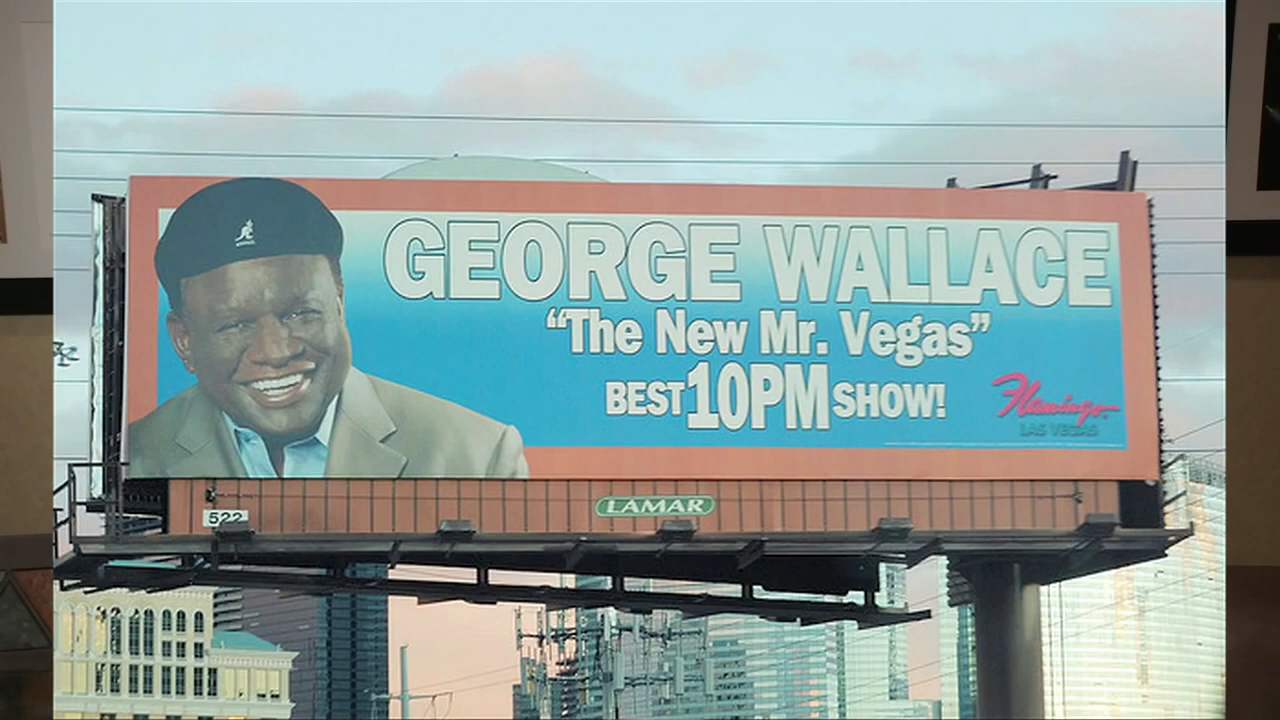 GEORGE WALLACE
"The New Mr. Vegas"
BEST 10PM SHOW!
Flamingo
LAS VEGAS
LAMAR
522